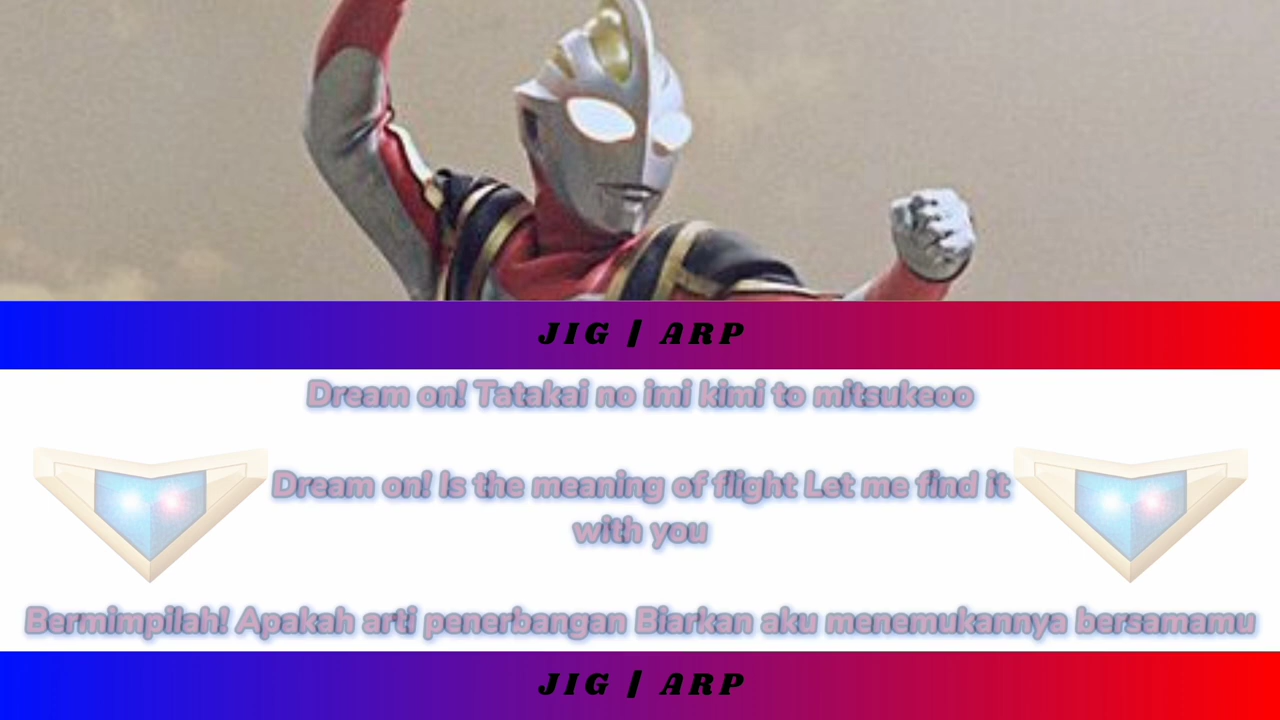 JIG | ARP
Dream on! Tatakai no imi kimi to mitsukeoo
Dream on! Is the meaning of flight Let me find it
with you
Bermimpilah! Apakah arti penerbangan Biarkan aku menemukannya bersamamu
JIG | ARP